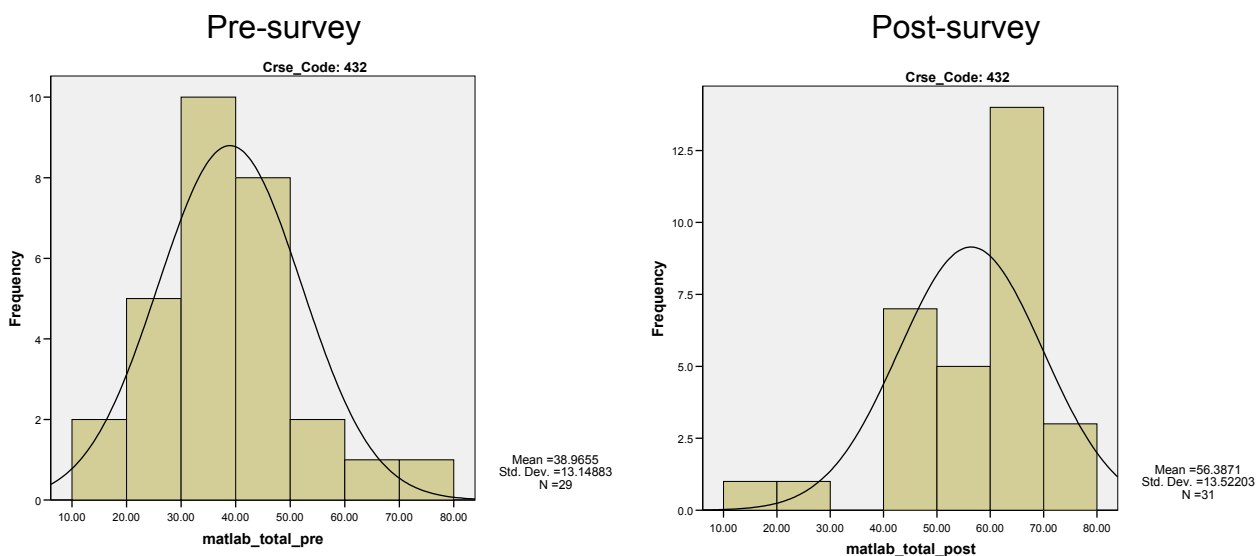 Pre-survey
Crse_Code: 432
10
8
6
4
2
0
Frequency
10.00 20.00 30.00 40.00 50.00 60.00 70.00 80.00
matlab_total_pre
Mean =38.9655
Std. Dev. =13.14883
N =29
Post-survey
Crse_Code: 432
12.5
10.0
7.5
5.0
2.5
0.0
Frequency
10.00 20.00 30.00 40.00 50.00 60.00 70.00 80.00
matlab_total_post
Mean =56.3871
Std. Dev. =13.52203
N =31